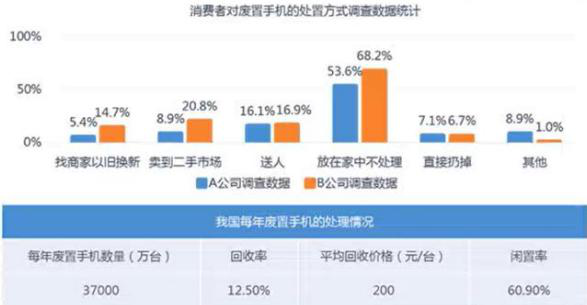 消费者对废置手机的处置方式调查数据统计
100%
50%
0%
5.4% 14.7% 8.9% 20.8% 16.1% 16.9% 53.6% 68.2% 7.1% 6.7% 8.9% 1.0%
找商家以旧换新 卖到二手市场 送人 放在家中不处理 直接扔掉 其他
A公司调查数据 B公司调查数据
我国每年废置手机的处理情况
每年废置手机数量（万台） 回收率 平均回收价格（元/台） 闲置率
37000 12.50% 200 60.90%